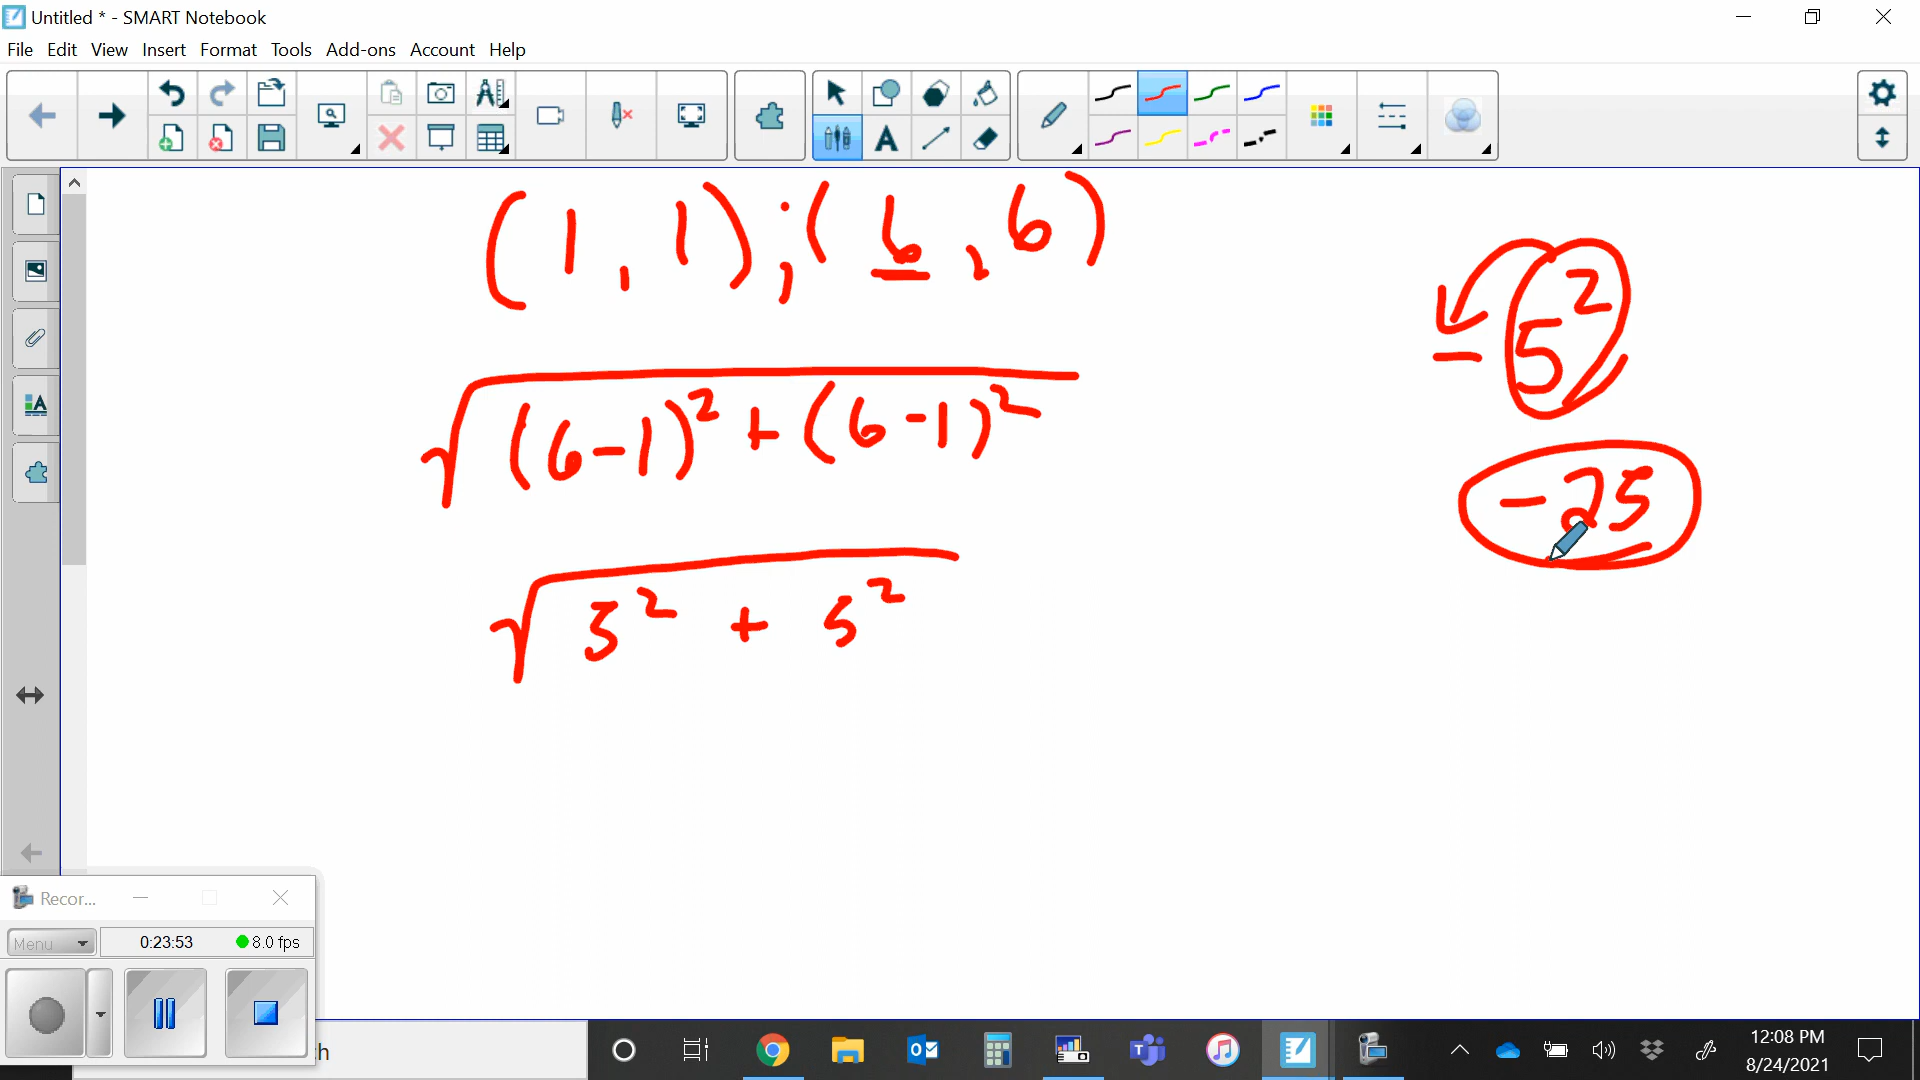 Untitled * - SMART Notebook
File Edit View Insert Format Tools Add-ons Account Help
(1, 1); (6, 6)
√(6-1)² + (6-1)²
√5² + 5²
- 5²
-25
Recor...
Menu 0:23:53 8.0 fps
ch
12:08 PM
8/24/2021